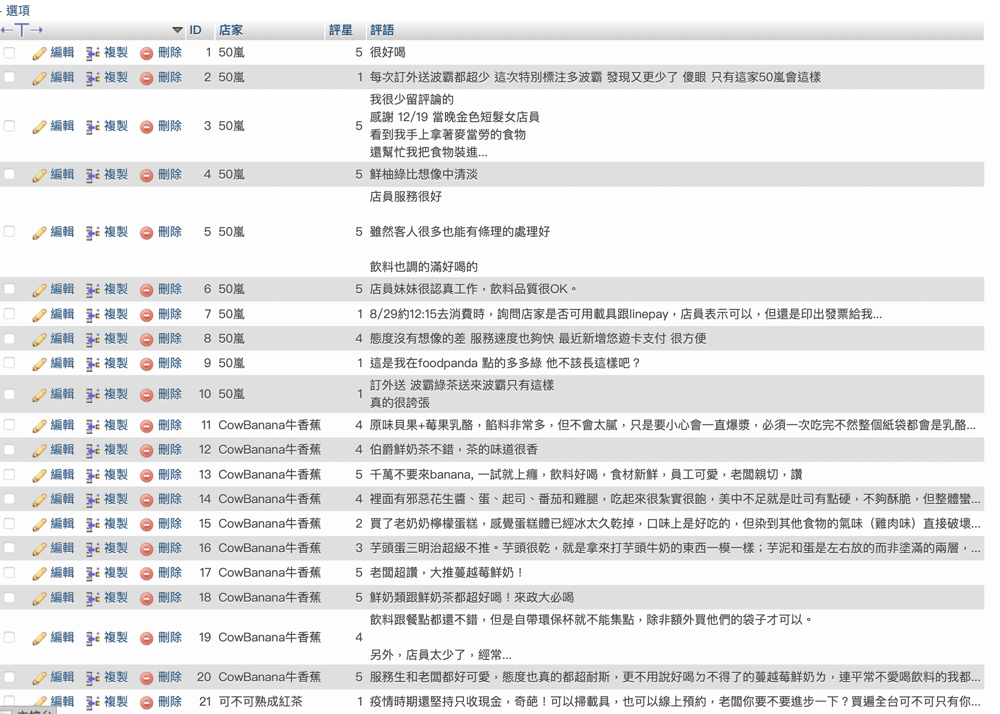 選項
ID 店家 評星 評語
編輯 複製 刪除 1 50嵐 5 很好喝
編輯 複製 刪除 2 50嵐 1 每次訂外送波霸都超少 這次特別標注多波霸 發現又更少了 傻眼 只有這家50嵐會這樣
編輯 複製 刪除 3 50嵐 5 我很少留評論的
感謝 12/19 當晚金色短髮女店員
看到我手上拿著麥當勞的食物
還幫忙我把食物裝進...
編輯 複製 刪除 4 50嵐 5 鮮柚綠比想像中清淡
編輯 複製 刪除 5 50嵐 5 店員服務很好
雖然客人很多也能有條理的處理好
飲料也調的滿好喝的
編輯 複製 刪除 6 50嵐 5 店員妹妹很認真工作，飲料品質很OK。
編輯 複製 刪除 7 50嵐 1 8/29約12:15去消費時，詢問店家是否可用載具跟linepay，店員表示可以，但還是印出發票給我...
編輯 複製 刪除 8 50嵐 4 態度沒有想像的差 服務速度也夠快 最近新增悠遊卡支付 很方便
編輯 複製 刪除 9 50嵐 1 這是我在foodpanda 點的多多綠 他不該長這樣吧？
編輯 複製 刪除 10 50嵐 1 訂外送 波霸綠茶送來波霸只有這樣
真的很誇張
編輯 複製 刪除 11 CowBanana牛香蕉 4 原味貝果+莓果乳酪，餡料非常多，但不會太膩，只是要小心會一直爆漿，必須一次吃完不然整個紙袋都會是乳酪...
編輯 複製 刪除 12 CowBanana牛香蕉 4 伯爵鮮奶茶不錯，茶的味道很香
編輯 複製 刪除 13 CowBanana牛香蕉 5 千萬不要來banana, 一試就上癮，飲料好喝，食材新鮮，員工可愛，老闆親切，讚
編輯 複製 刪除 14 CowBanana牛香蕉 4 裡面有邪惡花生醬、蛋、起司、番茄和雞腿，吃起來很紮實很飽，美中不足就是吐司有點硬，不夠酥脆，但整體蠻...
編輯 複製 刪除 15 CowBanana牛香蕉 2 買了老奶奶檸檬蛋糕，感覺蛋糕體已經冰太久乾掉，口味上是好吃的，但染到其他食物的氣味（雞肉味）直接破壞...
編輯 複製 刪除 16 CowBanana牛香蕉 3 芋頭蛋三明治超級不推。芋頭很乾，就是拿來打芋頭牛奶的東西一模一樣；芋泥和蛋是左右放的而非塗滿的兩層，...
編輯 複製 刪除 17 CowBanana牛香蕉 5 老闆超讚，大推蔓越莓鮮奶！
編輯 複製 刪除 18 CowBanana牛香蕉 5 鮮奶類跟鮮奶茶都超好喝！來政大必喝
編輯 複製 刪除 19 CowBanana牛香蕉 4 飲料跟餐點都還不錯，但是自帶環保杯就不能集點，除非額外買他們的袋子才可以。
另外，店員太少了，經常...
編輯 複製 刪除 20 CowBanana牛香蕉 5 服務生和老闆都好可愛，態度也真的都超耐斯，更不用說好喝ㄉ不得了的蔓越莓鮮奶ㄌ，連平常不愛喝飲料的我都...
編輯 複製 刪除 21 可不可熟成紅茶 1 疫情時期還堅持只收現金，奇葩！可以掃載具，也可以線上預約，老闆你要不要進步一下？買遍全台可不可只有你...